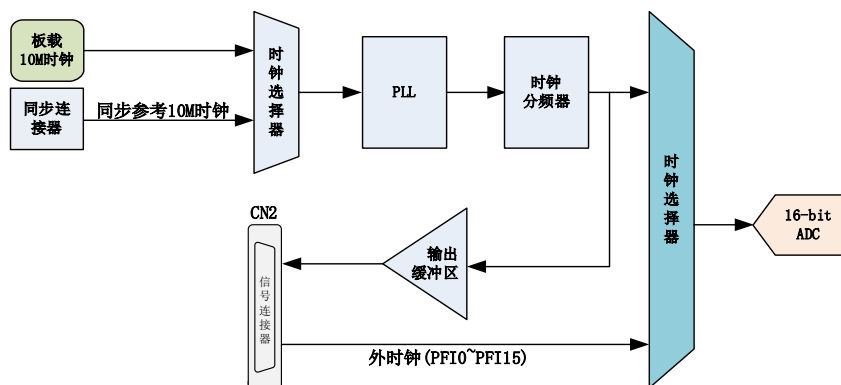 板载
10M时钟
同步连
接器
同步参考10M时钟
时钟选择器
PLL
时钟
分频器
时钟选择器
16-bit
ADC
CN2
信号连接器
输出
缓冲区
外时钟(PFI0~PFI15)